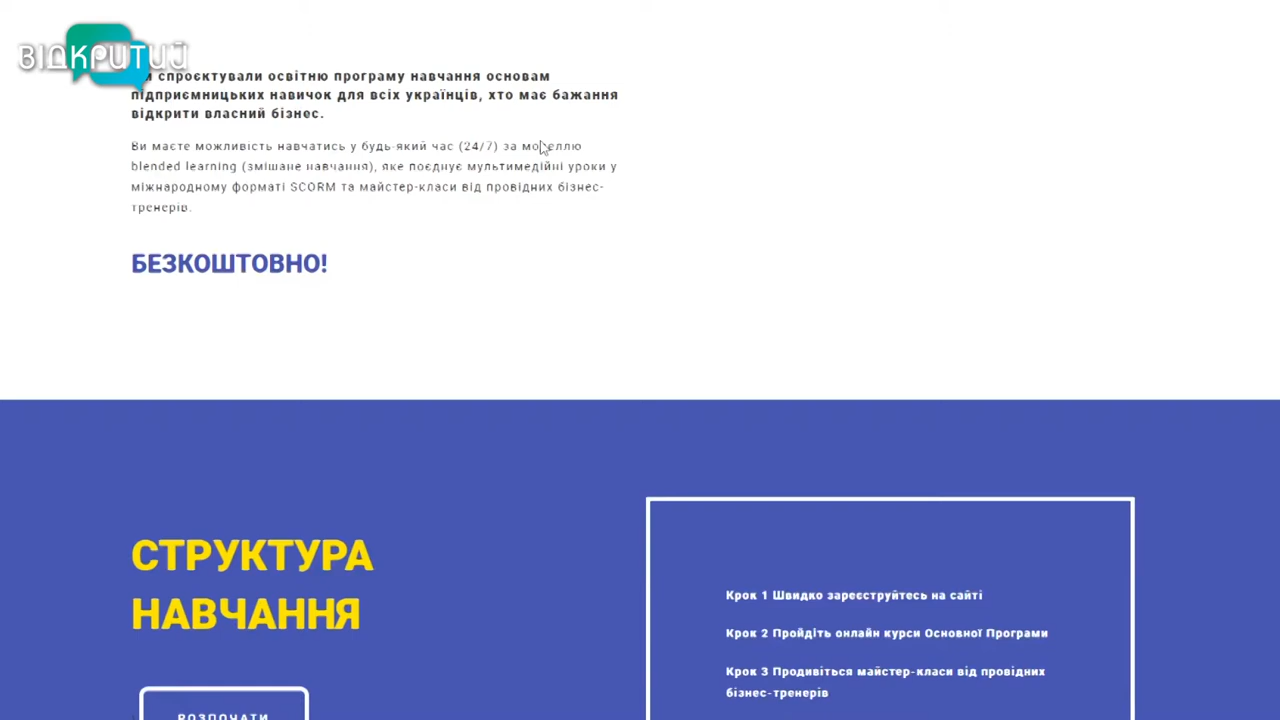 ВІДКРИТИЙ
спроєктували освітню програму навчання основам
підприємницьких навичок для всіх українців, хто має бажання
відкрити власний бізнес.
Ви маєте можливість навчатись у будь-який час (24/7) за моделлю
blended learning (змішане навчання), яке поєднує мультимедійні уроки у
міжнародному форматі SCORM та майстер-класи від провідних бізнес-
тренерів.
БЕЗКОШТОВНО!
СТРУКТУРА
НАВЧАННЯ
Крок 1 Швидко зареєструйтесь на сайті
Крок 2 Пройдіть онлайн курси Основної Програми
Крок 3 Продивіться майстер-класи від провідних
бізнес-тренерів
РОЗПОЧАТИ